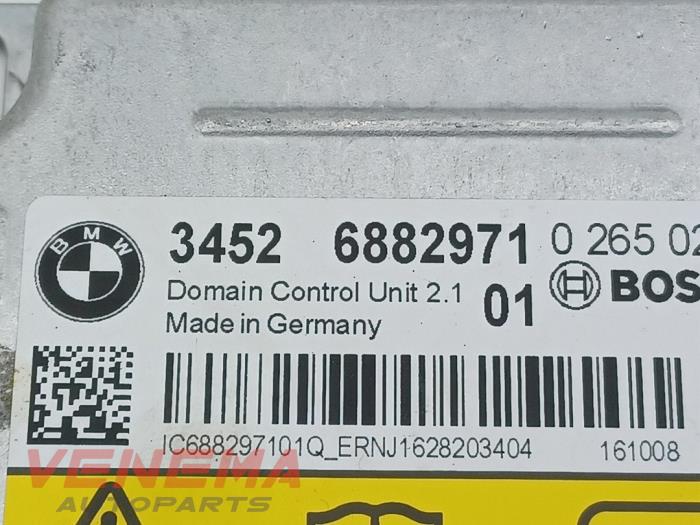 BMW
3452 6882971 0 265 02
Domain Control Unit 2.1 01 BOS
Made in Germany
IC688297101Q_ERNJ1628203404 161008
VENEMA
AUTOPARTS